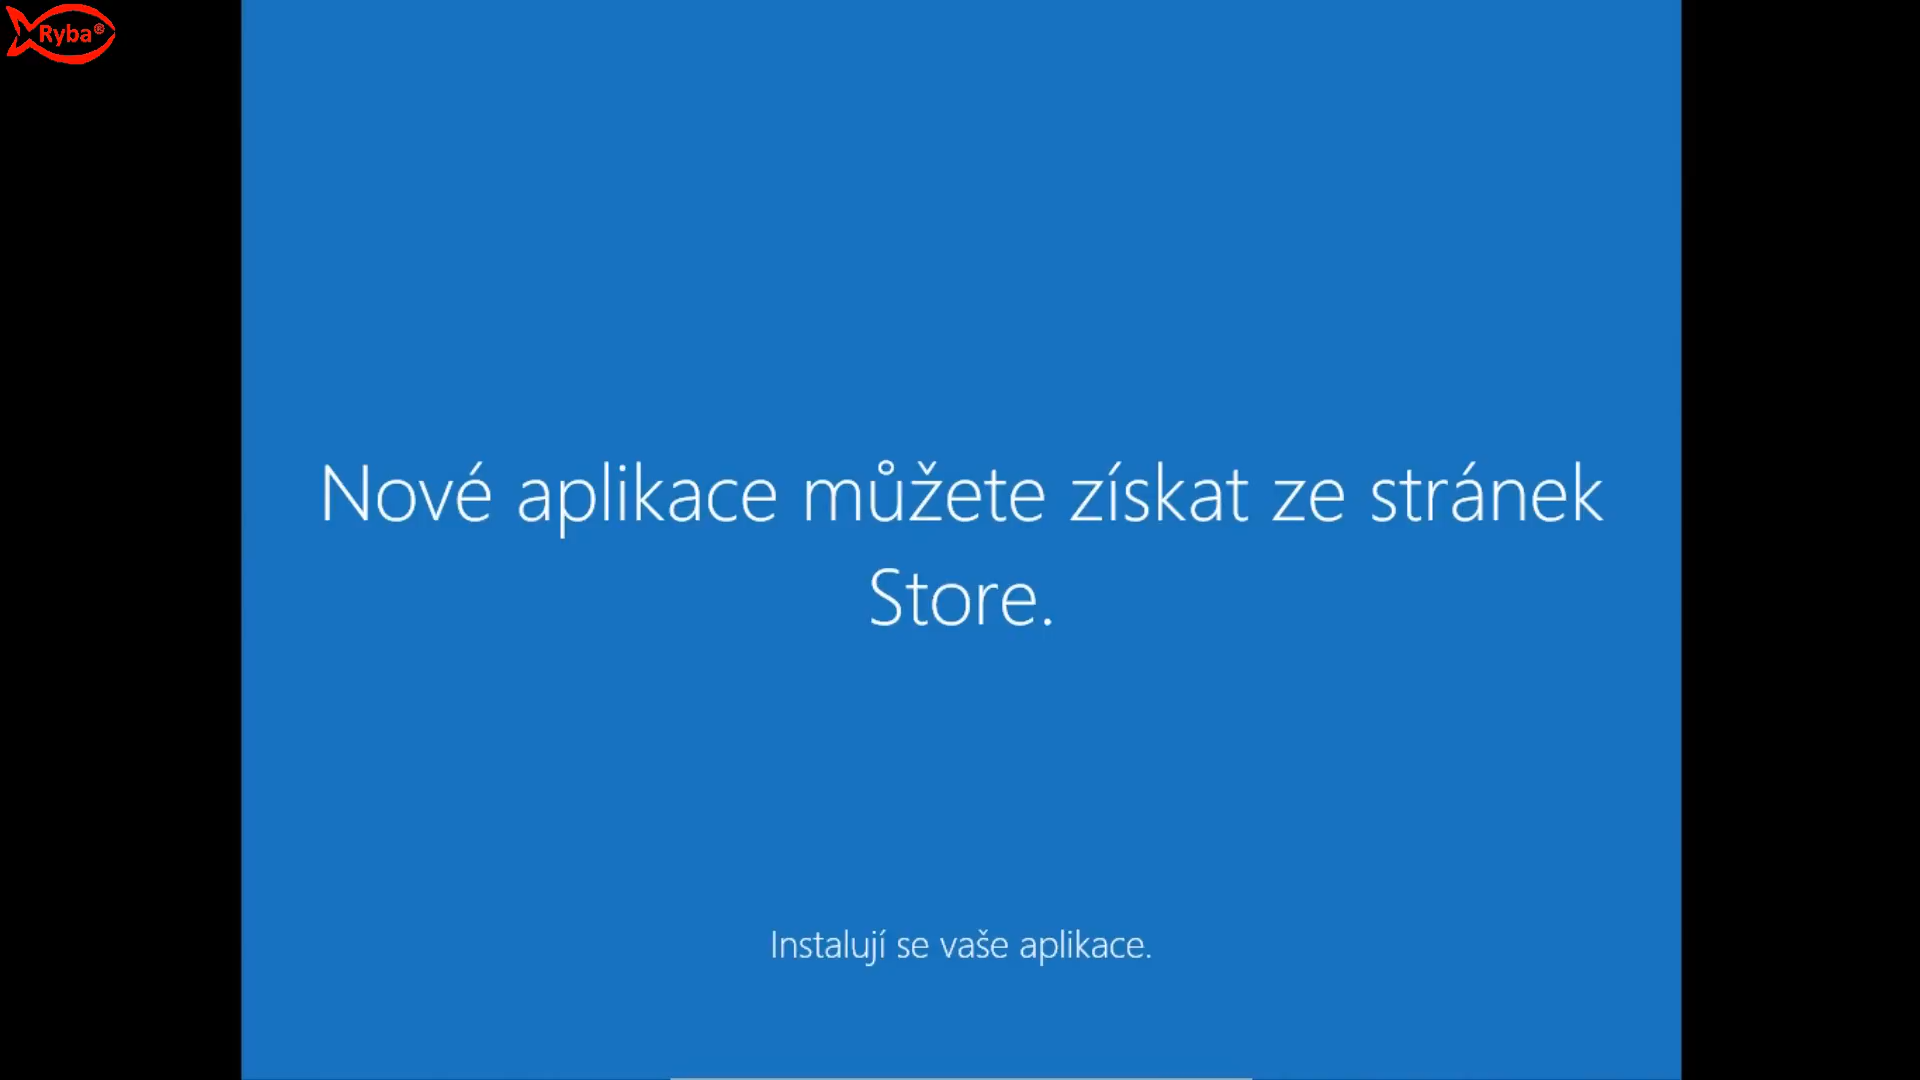 Ryba®
Nové aplikace můžete získat ze stránek
Store.
Instalují se vaše aplikace.